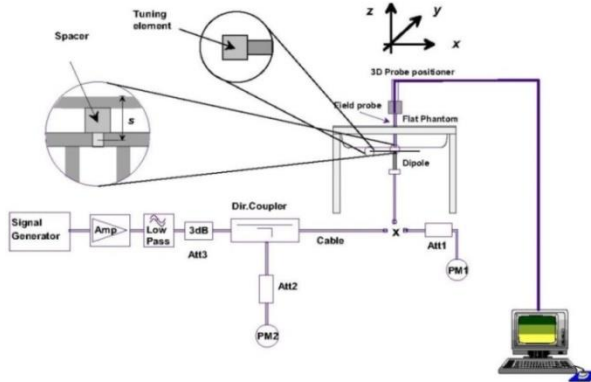 Tuning
element
Spacer
s
z
y
x
3D Probe positioner
Field probe
Flat Phantom
Dipole
Signal
Generator
Amp
Low
Pass
3dB
Att3
Dir.Coupler
Cable
x
Att1
PM1
Att2
PM2